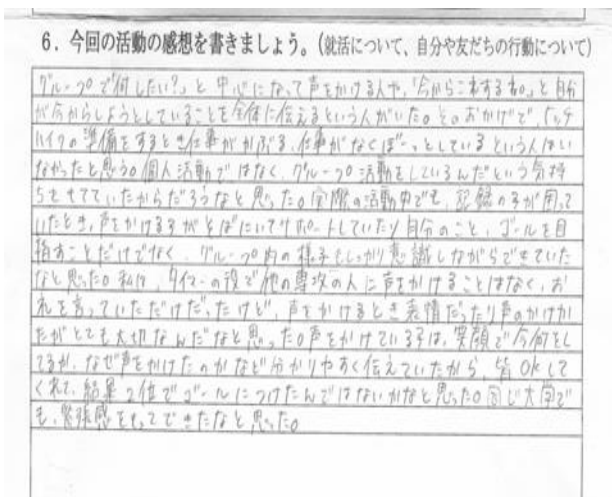 6. 今回の活動の感想を書きましょう。(就活について、自分や友だちの行動について)
グループで何したい?」と中心になって声をかける人や、「今からこれするね。」と自分
が今からしようとしていることを全体に伝えるという人がいた。そのおかげで、ヒッチ
ハイクの準備をするとき仕事がかぶる、仕事がなくぼーっとしているという人はい
なかったと思う。個人活動ではなく、グループ活動をしているんだという気持
ちをもてていたからだろうなと思った。実際の活動中でも、記録の子が困って
いたとき、声をかける子がとばにいてサポートしていたり自分のこと、ゴールを目
指すことだけでなく、グループ内の様子もしっかり意識しながらできていた
なと思った。私は、タイマーの役で他の専攻の人に声をかけることはなく、お
礼を言っていただけだったけど、声をかけるとき表情だったり声のかけか
たがとても大切なんだなと思った。声をかけている子は、笑顔で今何をし
てるか、なぜ声をかけたのかなど分かりやすく伝えていたから、皆OKして
くれて、結果2位でゴールにつけたんではないかなと思った。同じ大学で
も、緊張感をもってできたなと思った。